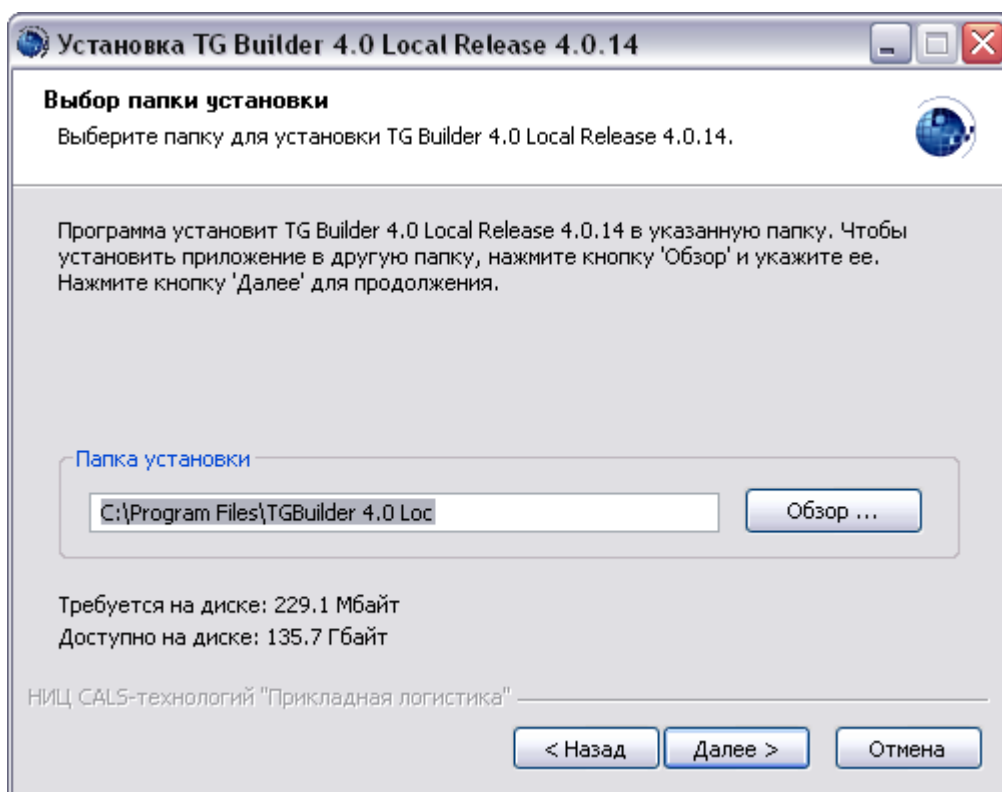 Установка TG Builder 4.0 Local Release 4.0.14
Выбор папки установки
Выберите папку для установки TG Builder 4.0 Local Release 4.0.14.
Программа установит TG Builder 4.0 Local Release 4.0.14 в указанную папку. Чтобы
установить приложение в другую папку, нажмите кнопку 'Обзор' и укажите ее.
Нажмите кнопку 'Далее' для продолжения.
Папка установки
C:\Program Files\TGBuilder 4.0 Loc
Обзор ...
Требуется на диске: 229.1 Мбайт
Доступно на диске: 135.7 Гбайт
НИЦ CALS-технологий "Прикладная логистика"
< Назад
Далее >
Отмена